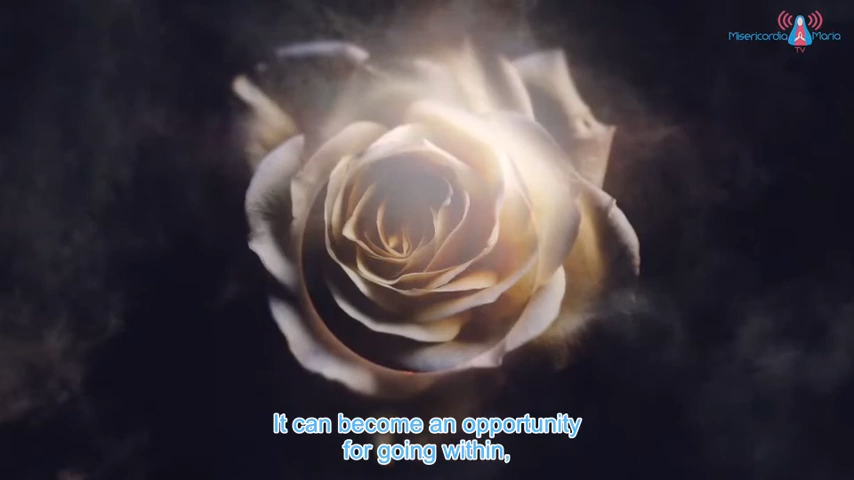 Misericordia Maria
TV
It can become an opportunity
for going within,